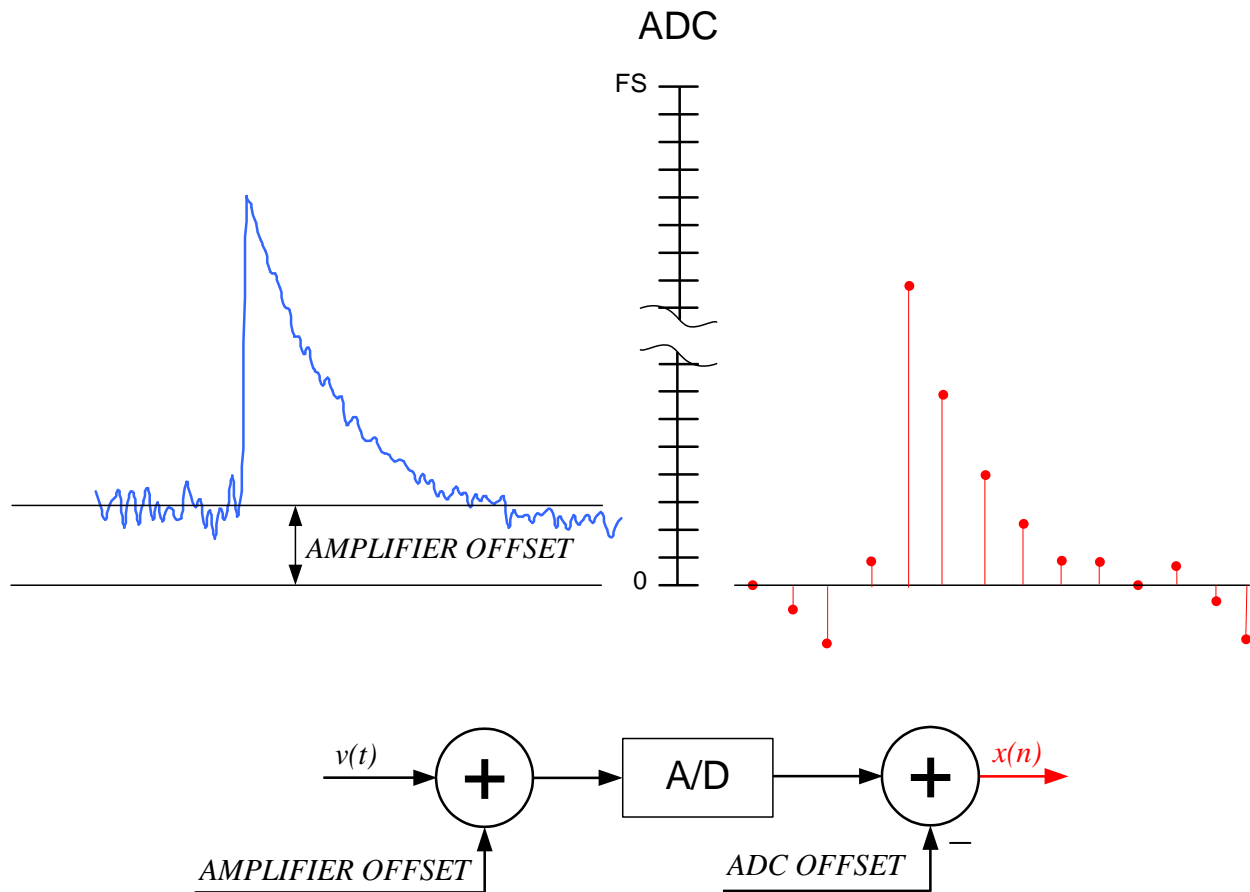 ADC
FS
AMPLIFIER OFFSET
0
v(t)
+
A/D
+
x(n)
AMPLIFIER OFFSET
ADC OFFSET
–